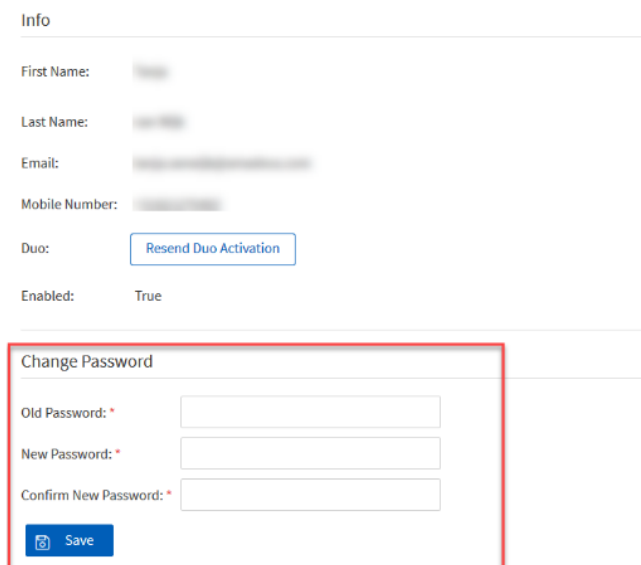 Info
First Name:
Last Name:
Email:
Mobile Number:
Duo: Resend Duo Activation
Enabled: True
Change Password
Old Password: *
New Password: *
Confirm New Password: *
Save